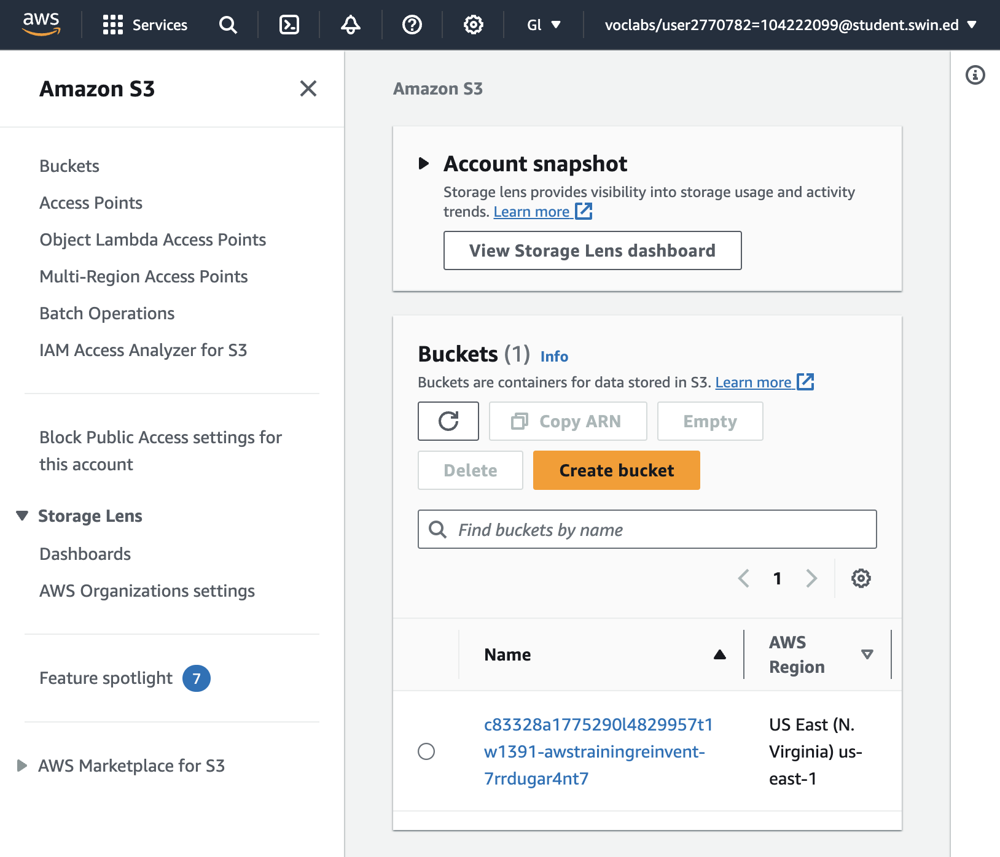 aws
Services
Gl
voclabs/user2770782=104222099@student.swin.ed
Amazon S3
Buckets
Access Points
Object Lambda Access Points
Multi-Region Access Points
Batch Operations
IAM Access Analyzer for S3
Block Public Access settings for
this account
Storage Lens
Dashboards
AWS Organizations settings
Feature spotlight 7
AWS Marketplace for S3
Amazon S3
Account snapshot
Storage lens provides visibility into storage usage and activity
trends. Learn more
View Storage Lens dashboard
Buckets (1) Info
Buckets are containers for data stored in S3. Learn more
Copy ARN
Empty
Delete
Create bucket
Find buckets by name
1
Name
AWS
Region
c83328a1775290l4829957t1
w1391-awstrainingreinvent-
7rrdugar4nt7
US East (N.
Virginia) us-
east-1